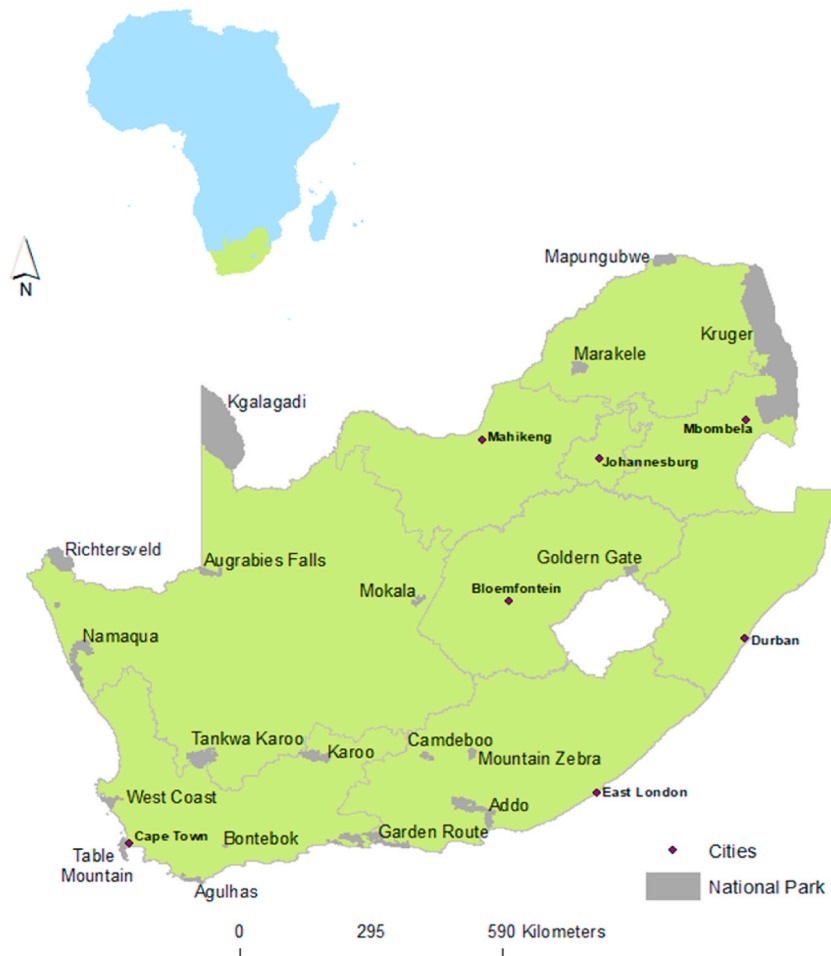 N
Mapungubwe
Kruger
Marakele
Kgalagadi
Mbombela
Mahikeng
Johannesburg
Richtersveld
Augrabies Falls
Goldern Gate
Mokala
Bloemfontein
Namaqua
Durban
Tankwa Karoo
Karoo
Camdeboo
Mountain Zebra
West Coast
Addo
East London
Cape Town
Bontebok
Garden Route
Table
Mountain
Agulhas
Cities
National Park
0 295 590 Kilometers